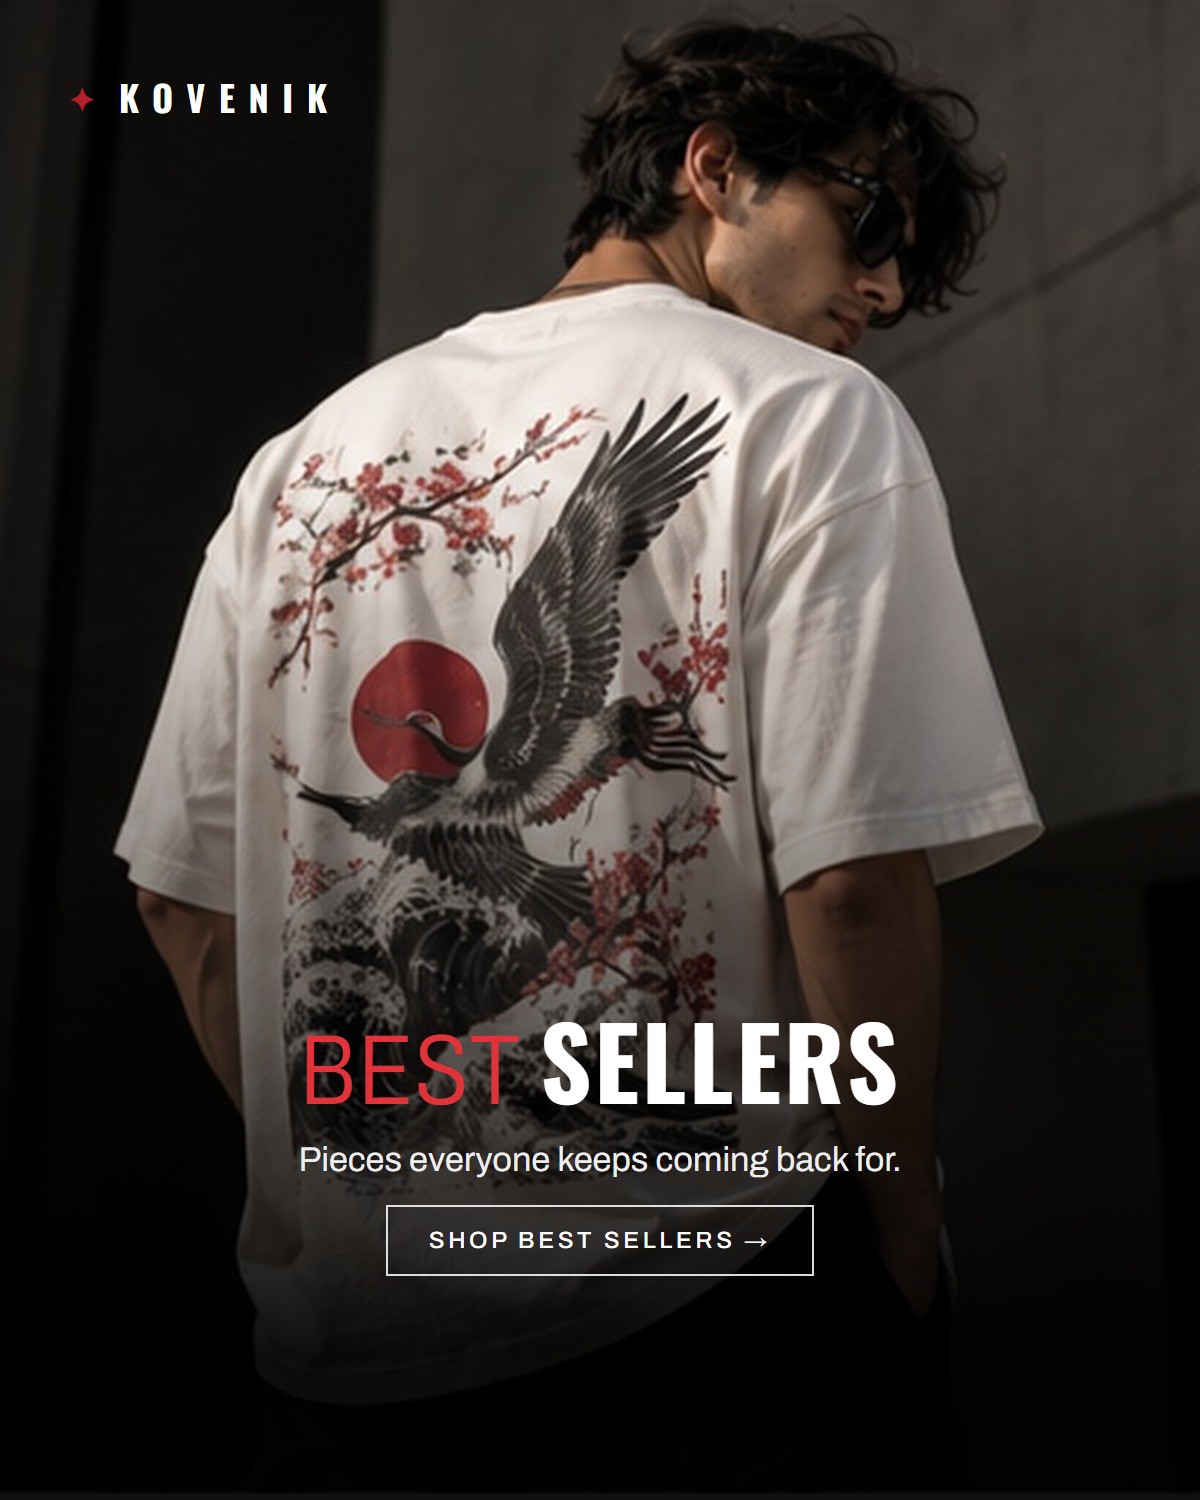 KOVENIK
BEST SELLERS
Pieces everyone keeps coming back for.
SHOP BEST SELLERS →